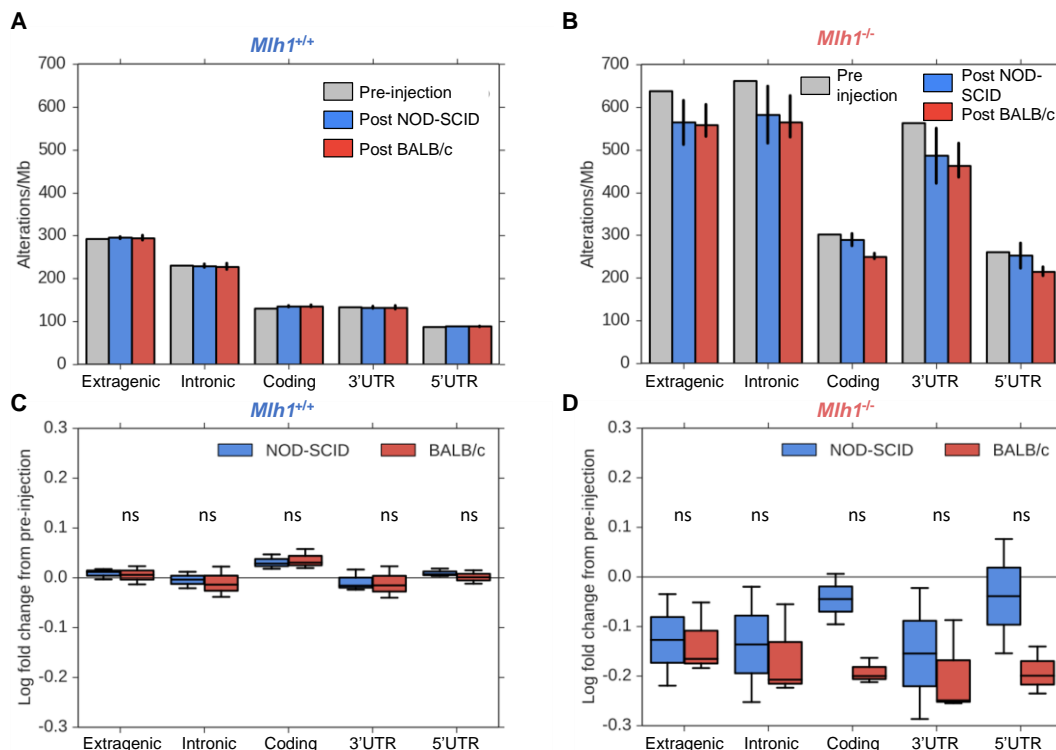 A
Mlh1+/+
700
600
500
400
300
200
100
0
Alterations/Mb
Pre-injection
Post NOD-SCID
Post BALB/c
Extragenic Intronic Coding 3'UTR 5'UTR
B
Mlh1-/-
700
600
500
400
300
200
100
0
Alterations/Mb
Pre
injection
Post NOD-
SCID
Post BALB/c
Extragenic Intronic Coding 3'UTR 5'UTR
C
Mlh1+/+
0.3
0.2
0.1
0.0
-0.1
-0.2
-0.3
Log fold change from pre-injection
NOD-SCID BALB/c
ns ns ns ns ns
Extragenic Intronic Coding 3'UTR 5'UTR
D
Mlh1-/-
0.3
0.2
0.1
0.0
-0.1
-0.2
-0.3
Log fold change from pre-injection
NOD-SCID BALB/c
ns ns ns ns ns
Extragenic Intronic Coding 3'UTR 5'UTR